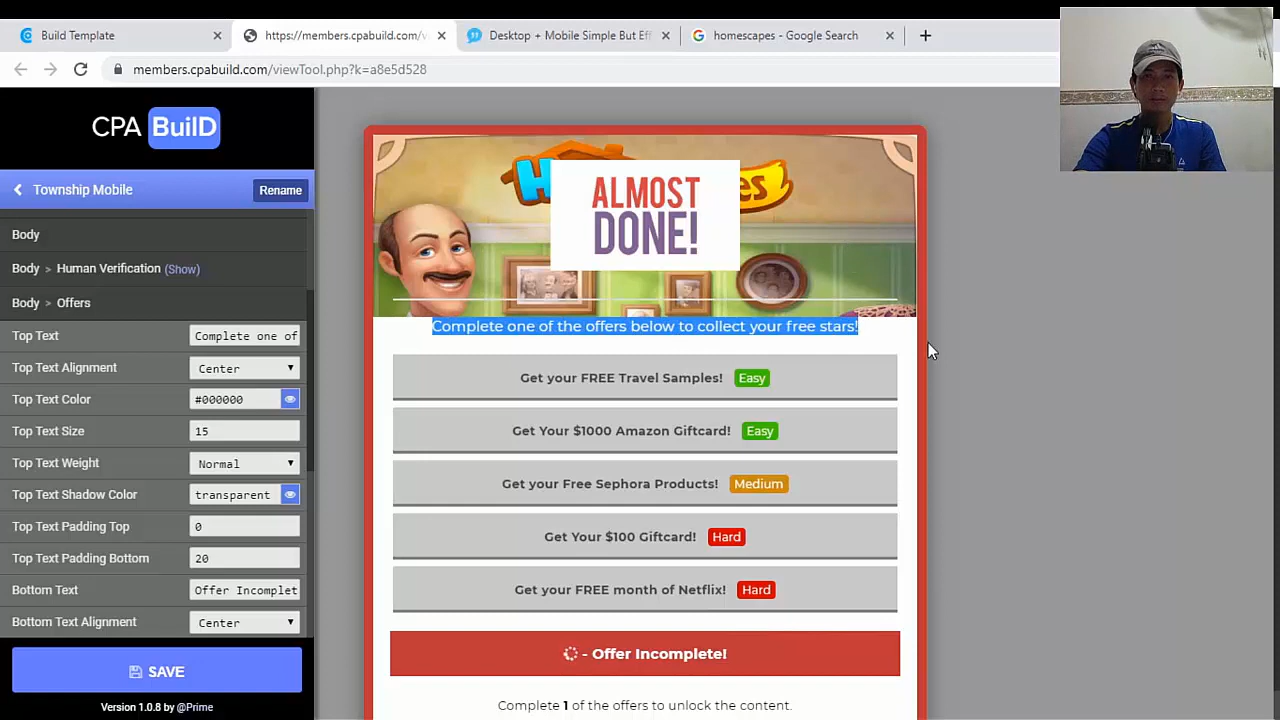 Build Template
https://members.cpabuild.com/v
Desktop + Mobile Simple But Eff
homescapes - Google Search
members.cpabuild.com/viewTool.php?k=a8e5d528
CPA BuilD
Township Mobile
Rename
Body
Body > Human Verification (Show)
Body > Offers
Top Text
Complete one of
Top Text Alignment
Center
Top Text Color
#000000
Top Text Size
15
Top Text Weight
Normal
Top Text Shadow Color
transparent
Top Text Padding Top
0
Top Text Padding Bottom
20
Bottom Text
Offer Incomplet
Bottom Text Alignment
Center
SAVE
Version 1.0.8 by @Prime
ALMOST
DONE!
Complete one of the offers below to collect your free stars!
Get your FREE Travel Samples! Easy
Get Your $1000 Amazon Giftcard! Easy
Get your Free Sephora Products! Medium
Get Your $100 Giftcard! Hard
Get your FREE month of Netflix! Hard
- Offer Incomplete!
Complete 1 of the offers to unlock the content.